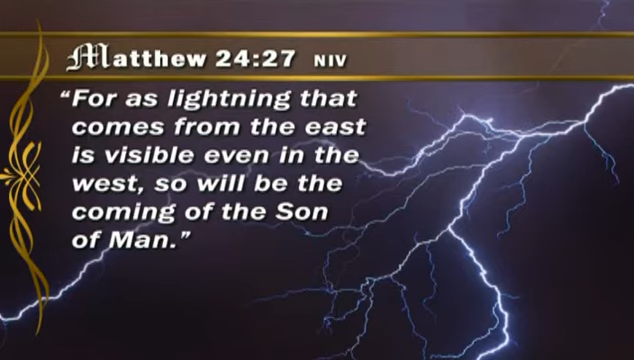 Matthew 24:27 NIV
“For as lightning that
comes from the east
is visible even in the
west, so will be the
coming of the Son
of Man.”